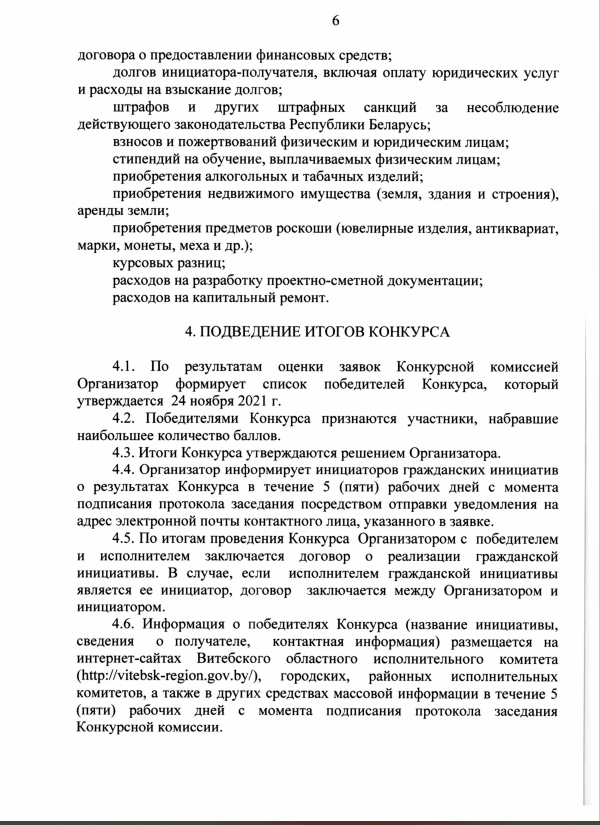 6
договора о предоставлении финансовых средств;
долгов инициатора-получателя, включая оплату юридических услуг
и расходы на взыскание долгов;
штрафов и других штрафных санкций за несоблюдение
действующего законодательства Республики Беларусь;
взносов и пожертвований физическим и юридическим лицам;
стипендий на обучение, выплачиваемых физическим лицам;
приобретения алкогольных и табачных изделий;
приобретения недвижимого имущества (земля, здания и строения),
аренды земли;
приобретения предметов роскоши (ювелирные изделия, антиквариат,
марки, монеты, меха и др.);
курсовых разниц;
расходов на разработку проектно-сметной документации;
расходов на капитальный ремонт.
4. ПОДВЕДЕНИЕ ИТОГОВ КОНКУРСА
4.1. По результатам оценки заявок Конкурсной комиссией
Организатор формирует список победителей Конкурса, который
утверждается 24 ноября 2021 г.
4.2. Победителями Конкурса признаются участники, набравшие
наибольшее количество баллов.
4.3. Итоги Конкурса утверждаются решением Организатора.
4.4. Организатор информирует инициаторов гражданских инициатив
о результатах Конкурса в течение 5 (пяти) рабочих дней с момента
подписания протокола заседания посредством отправки уведомления на
адрес электронной почты контактного лица, указанного в заявке.
4.5. По итогам проведения Конкурса Организатором с победителем
и исполнителем заключается договор о реализации гражданской
инициативы. В случае, если исполнителем гражданской инициативы
является ее инициатор, договор заключается между Организатором и
инициатором.
4.6. Информация о победителях Конкурса (название инициативы,
сведения о получателе, контактная информация) размещается на
интернет-сайтах Витебского областного исполнительного комитета
(http://vitebsk-region.gov.by/), городских, районных исполнительных
комитетов, а также в других средствах массовой информации в течение 5
(пяти) рабочих дней с момента подписания протокола заседания
Конкурсной комиссии.